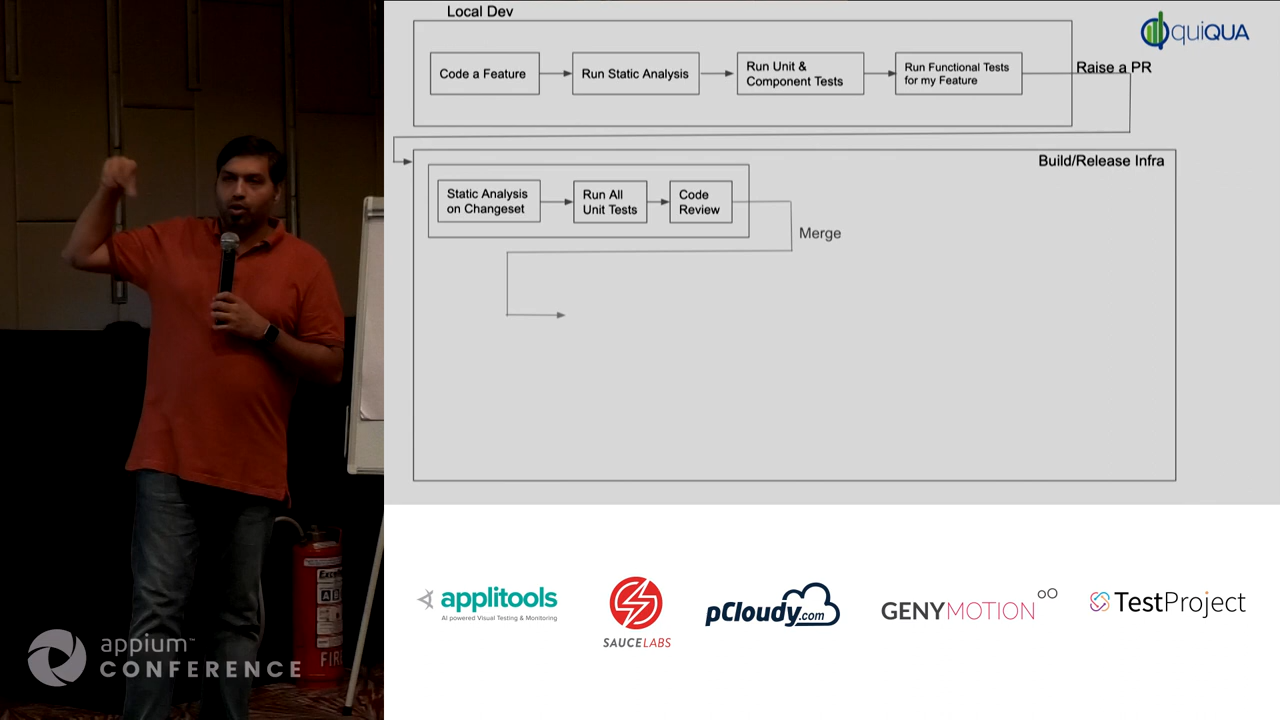 Local Dev
quiQUA
Code a Feature
Run Static Analysis
Run Unit &
Component Tests
Run Functional Tests
for my Feature
Raise a PR
Build/Release Infra
Static Analysis
on Changeset
Run All
Unit Tests
Code
Review
Merge
applitools
AI powered Visual Testing & Monitoring
SAUCELABS
pCloudy.com
GENYMOTION
TestProject
appium™
CONFERENCE
FIR